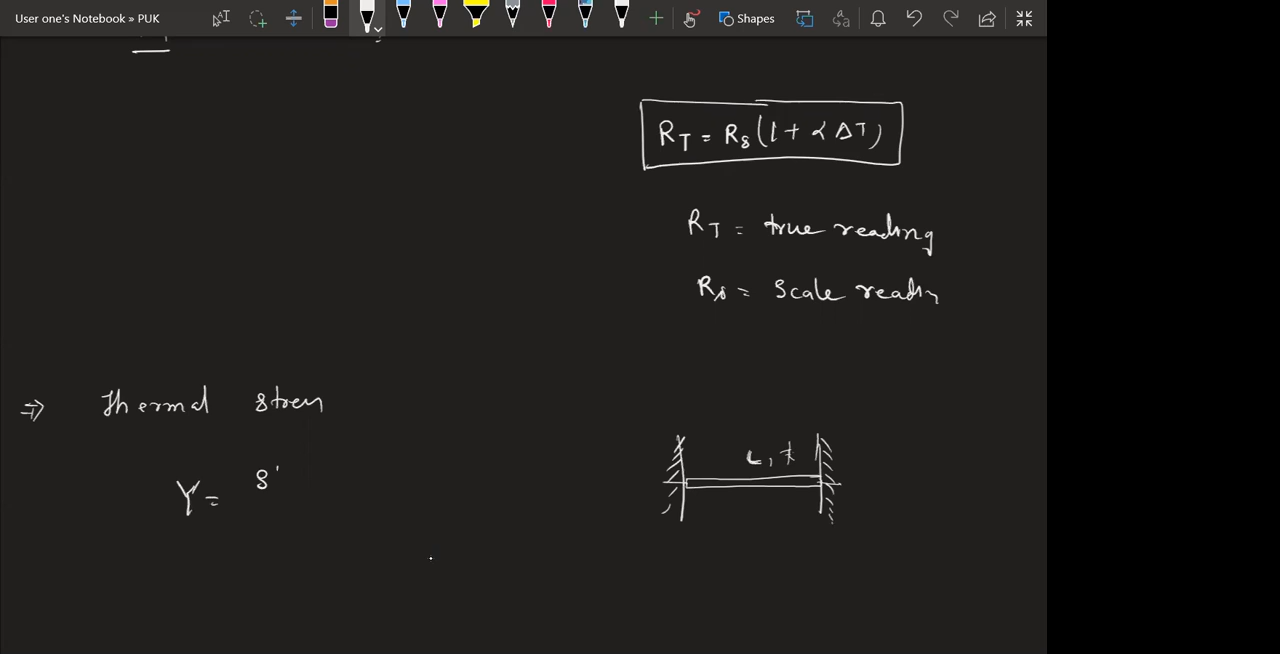 User one's Notebook » PUK
Shapes
R_T = R_s (1 + α ΔT)
R_T = true reading
R_s = Scale readin
⇒ Thermal stress
L, t
Y = s'